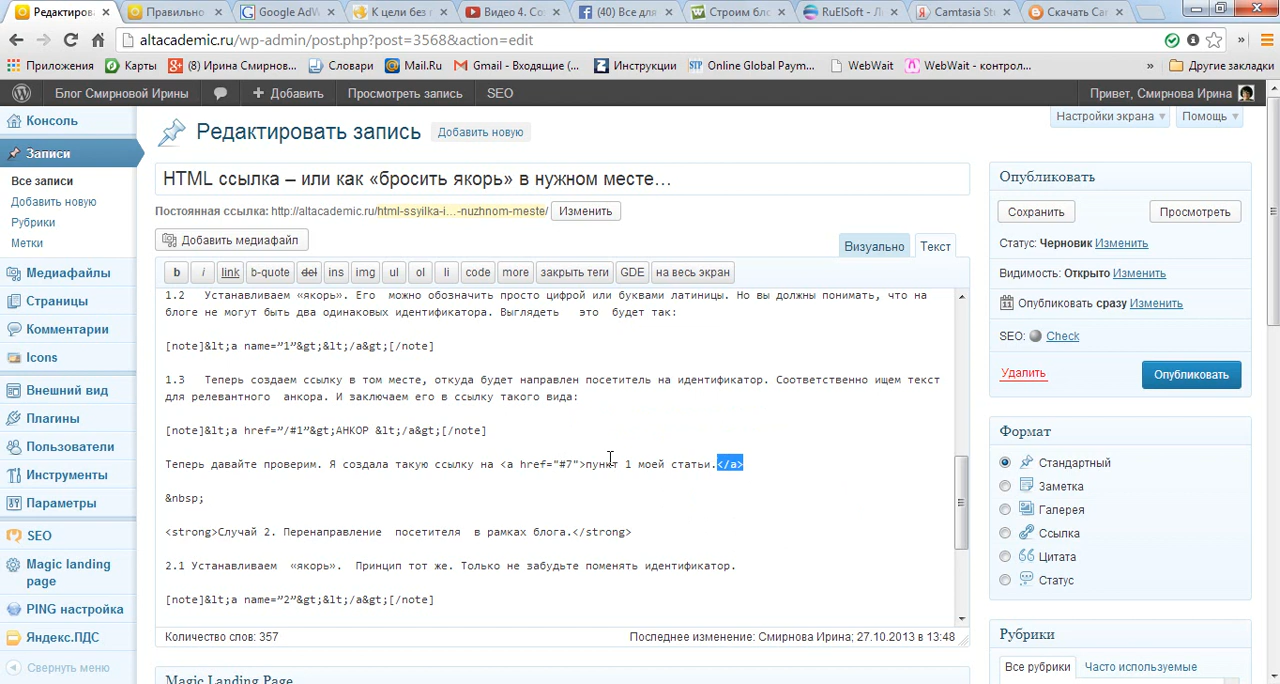 Редактирова
Правильно
Google AdW
К цели без г
Видео 4. Со
(40) Все для
Строим бло
RuElSoft - Л
Camtasia Stu
Скачать Car
altacademic.ru/wp-admin/post.php?post=3568&action=edit
Приложения Карты (8) Ирина Смирнов... Словари Mail.Ru Gmail - Входящие (... Инструкции Online Global Paym... WebWait WebWait - контрол... » Другие закладки
Блог Смирновой Ирины + Добавить Просмотреть запись SEO Привет, Смирнова Ирина
Настройки экрана Помощь
Консоль
Записи
Все записи
Добавить новую
Рубрики
Метки
Медиафайлы
Страницы
Комментарии
Icons
Внешний вид
Плагины
Пользователи
Инструменты
Параметры
SEO
Magic landing
page
PING настройка
Яндекс.ПДС
Свернуть меню
Редактировать запись Добавить новую
HTML ссылка – или как «бросить якорь» в нужном месте...
Постоянная ссылка: http://altacademic.ru/html-ssyilka-i...-nuzhnom-meste/ Изменить
Добавить медиафайл Визуально Текст
b i link b-quote del ins img ul ol li code more закрыть теги GDE на весь экран
1.2 Устанавливаем «якорь». Его можно обозначить просто цифрой или буквами латиницы. Но вы должны понимать, что на
блоге не могут быть два одинаковых идентификатора. Выглядеть это будет так:
[note]&lt;a name=”1”&gt;&lt;/a&gt;[/note]
1.3 Теперь создаем ссылку в том месте, откуда будет направлен посетитель на идентификатор. Соответственно ищем текст
для релевантного анкора. И заключаем его в ссылку такого вида:
[note]&lt;a href=”/#1”&gt;АНКОР &lt;/a&gt;[/note]
Теперь давайте проверим. Я создала такую ссылку на <a href="#7">пункт 1 моей статьи.</a>
&nbsp;
<strong>Случай 2. Перенаправление посетителя в рамках блога.</strong>
2.1 Устанавливаем «якорь». Принцип тот же. Только не забудьте поменять идентификатор.
[note]&lt;a name=”2”&gt;&lt;/a&gt;[/note]
Количество слов: 357 Последнее изменение: Смирнова Ирина; 27.10.2013 в 13:48
Magic Landing Page
Опубликовать
Сохранить Просмотреть
Статус: Черновик Изменить
Видимость: Открыто Изменить
Опубликовать сразу Изменить
SEO: Check
Удалить Опубликовать
Формат
Стандартный
Заметка
Галерея
Ссылка
Цитата
Статус
Рубрики
Все рубрики Часто используемые